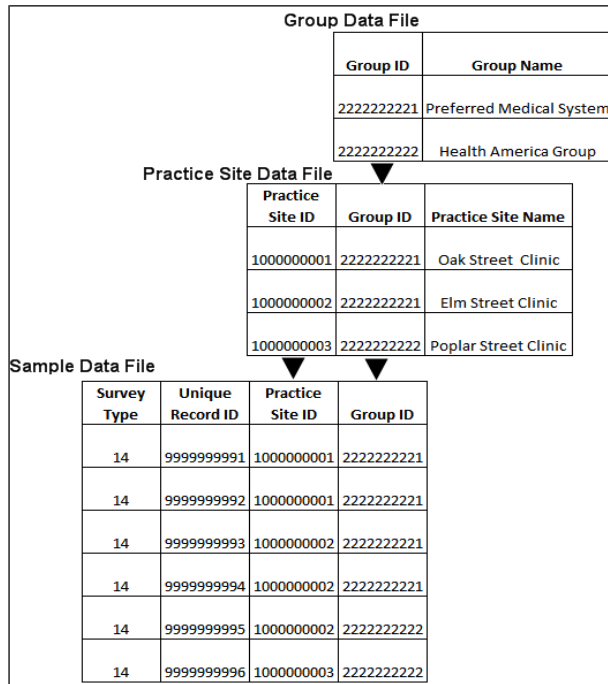 Group Data File
Group ID Group Name
2222222221 Preferred Medical System
2222222222 Health America Group
Practice Site Data File
Practice
Site ID Group ID Practice Site Name
1000000001 2222222221 Oak Street Clinic
1000000002 2222222221 Elm Street Clinic
1000000003 2222222222 Poplar Street Clinic
Sample Data File
Survey Unique Practice
Type Record ID Site ID Group ID
14 9999999991 1000000001 2222222221
14 9999999992 1000000001 2222222221
14 9999999993 1000000002 2222222221
14 9999999994 1000000002 2222222221
14 9999999995 1000000002 2222222222
14 9999999996 1000000003 2222222222